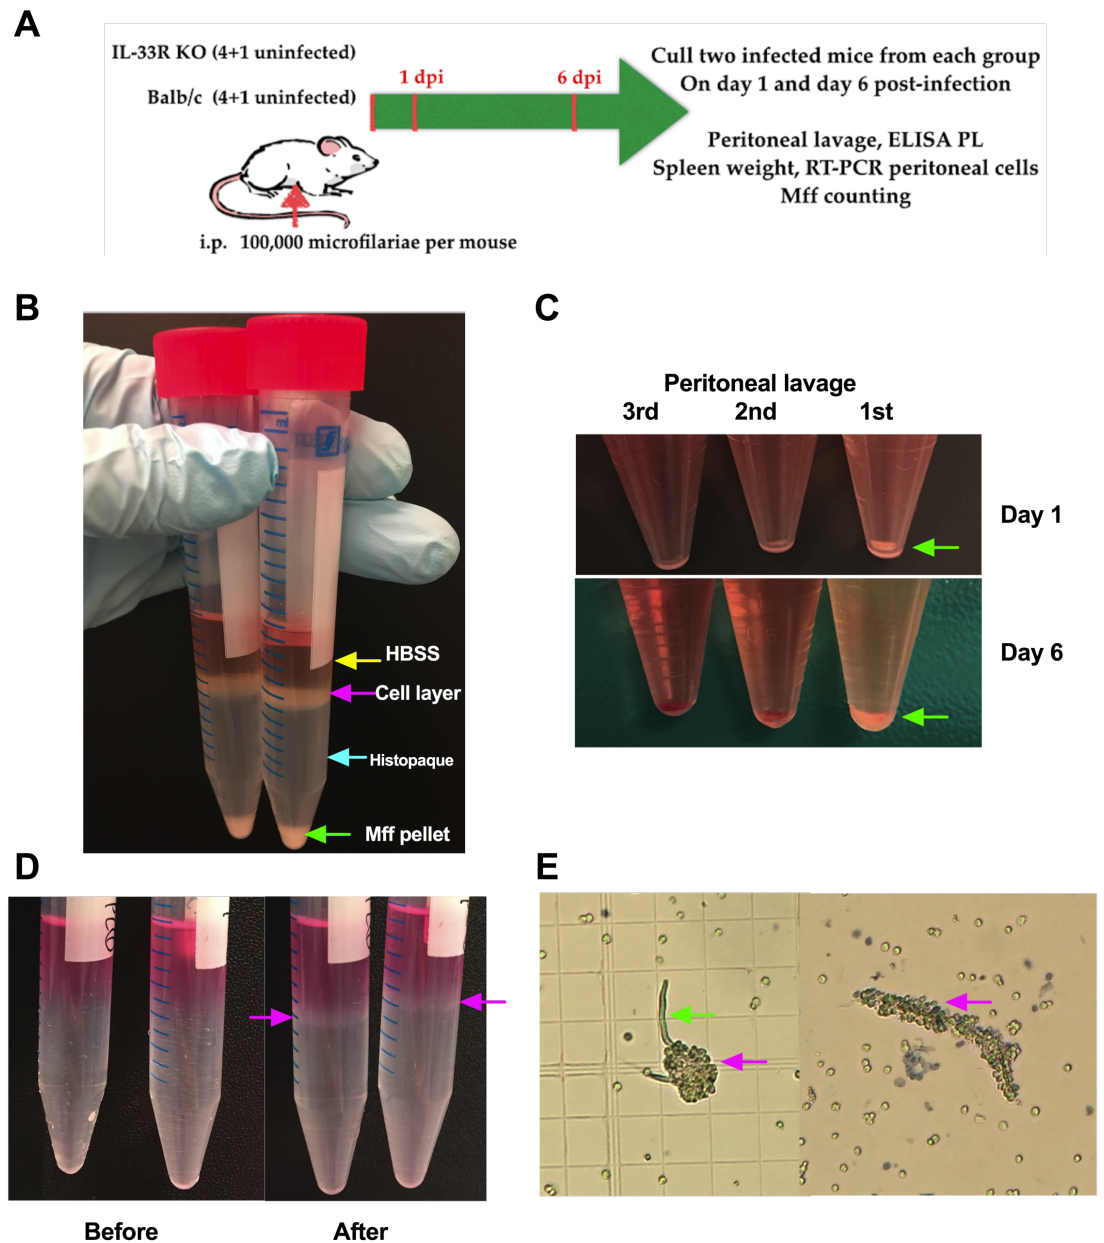 A
IL-33R KO (4+1 uninfected)
Balb/c (4+1 uninfected)
1 dpi
6 dpi
Cull two infected mice from each group
On day 1 and day 6 post-infection
Peritoneal lavage, ELISA PL
Spleen weight, RT-PCR peritoneal cells
Mff counting
i.p. 100,000 microfilariae per mouse
B
HBSS
Cell layer
Histopaque
Mff pellet
C
Peritoneal lavage
3rd 2nd 1st
Day 1
Day 6
D
Before
After
E